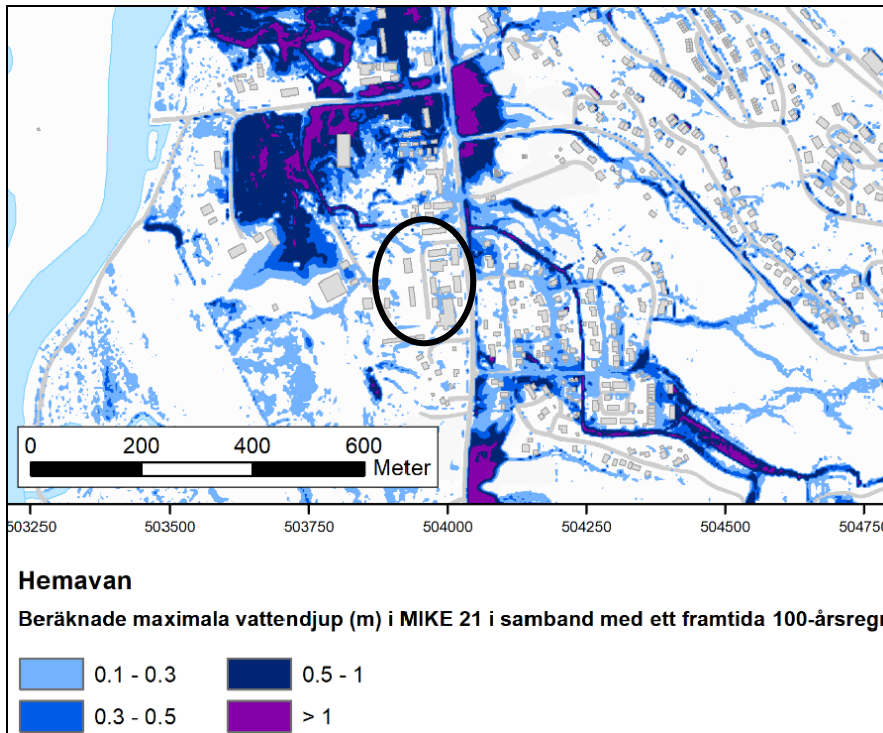 0 200 400 600
Meter
503250 503500 503750 504000 504250 504500 504750
Hemavan
Beräknade maximala vattendjup (m) i MIKE 21 i samband med ett framtida 100-årsregn
0.1 - 0.3 0.5 - 1
0.3 - 0.5 > 1